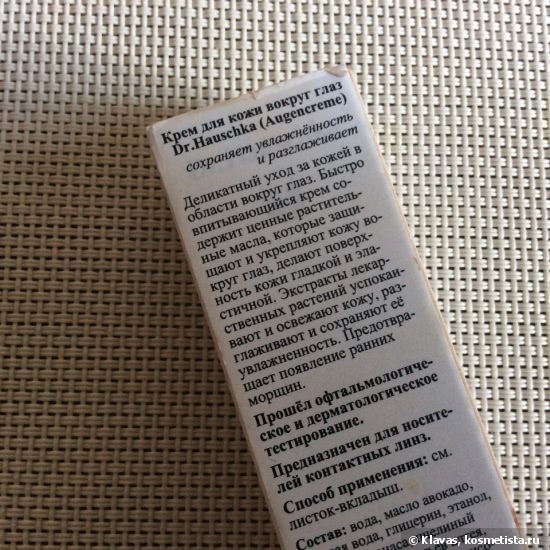 Крем для кожи вокруг глаз
Dr.Hauschka (Augencreme)
сохраняет увлажнённость
и разглаживает
Деликатный уход за кожей в
области вокруг глаз. Быстро
впитывающийся крем со-
держит ценные раститель-
ные масла, которые защи-
щают и укрепляют кожу во-
круг глаз, делают поверх-
ность кожи гладкой и эла-
стичной. Экстракты лекар-
ственных растений успокаи-
вают и освежают кожу, раз-
глаживают и сохраняют её
увлажненность. Предотвра-
щает появление ранних
морщин.
Прошёл офтальмологиче-
ское и дерматологическое
тестирование.
Предназначен для носите-
лей контактных линз.
Способ применения: см.
листок-вкладыш.
Состав: вода, масло авокадо,
вода, глицерин, этанол,
© Klavas, kosmetista.ru